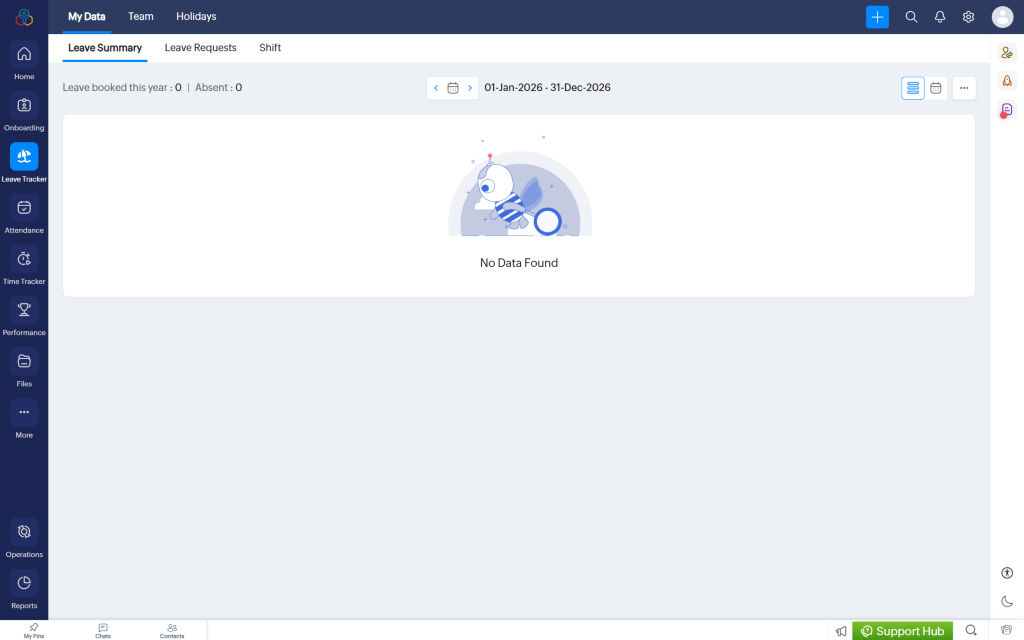 My Data Team Holidays
Leave Summary Leave Requests Shift
Leave booked this year : 0 | Absent : 0
01-Jan-2026 - 31-Dec-2026
No Data Found
Home
Onboarding
Leave Tracker
Attendance
Time Tracker
Performance
Files
More
Operations
Reports
My Pins Chats Contacts
Support Hub